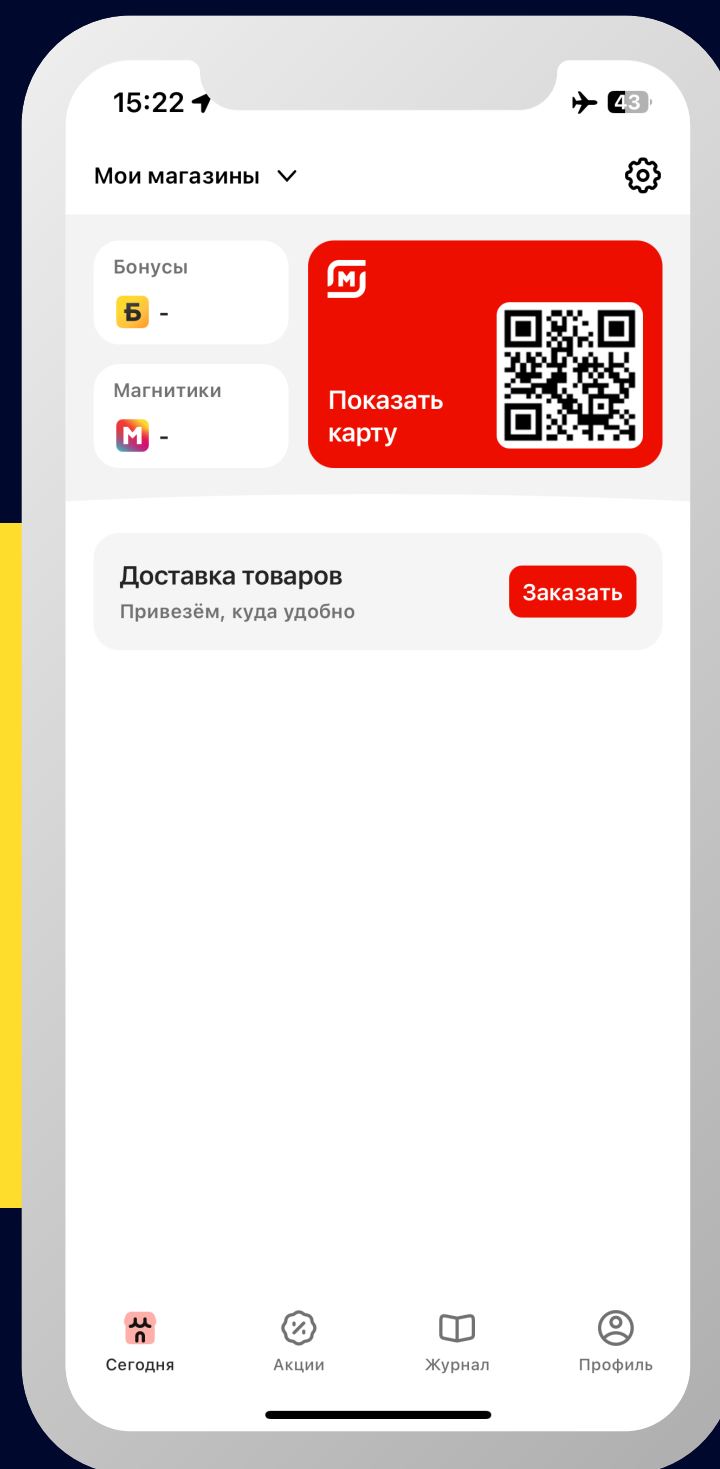 15:22
43
Мои магазины
Бонусы
Б -
Магнитики
М -
М
Показать
карту
Доставка товаров
Привезём, куда удобно
Заказать
Сегодня
Акции
Журнал
Профиль